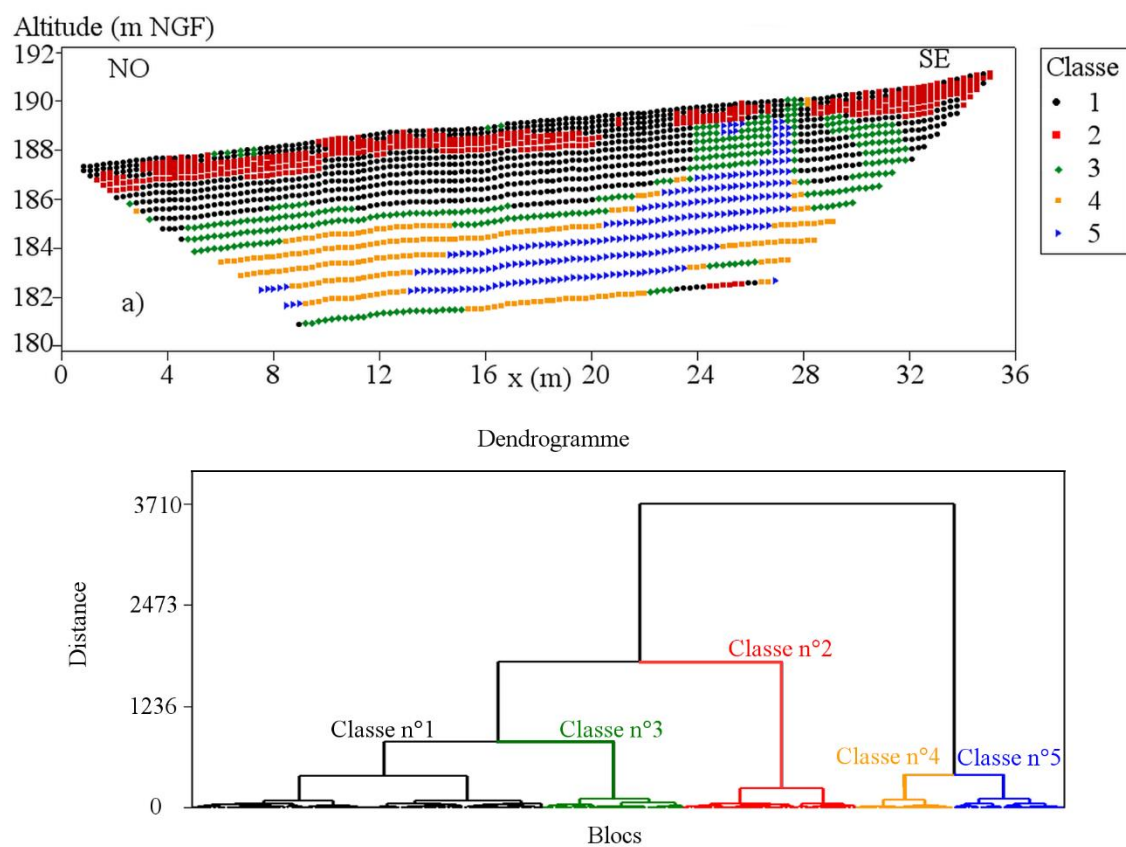 Altitude (m NGF)
192
190
188
186
184
182
180
NO
SE
a)
0 4 8 12 16 20 24 28 32 36
x (m)
Classe
1
2
3
4
5
Dendrogramme
3710
2473
1236
0
Distance
Classe n°2
Classe n°1
Classe n°3
Classe n°4
Classe n°5
Blocs